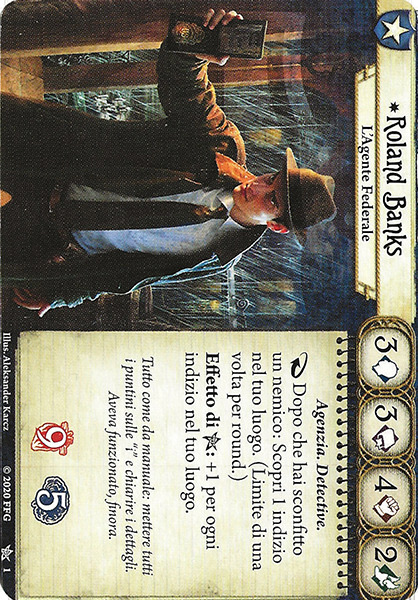 *Roland Banks
L'Agente Federale
3 3 4 2
Agenzia. Detective.
Dopo che hai sconfitto
un nemico: Scopri 1 indizio
nel tuo luogo. (Limite di una
volta per round.)
Effetto di : +1 per ogni
indizio nel tuo luogo.
Tutto come da manuale: mettere tutti
i puntini sulle “i” e chiarire i dettagli.
Aveva funzionato, finora.
9 5
Illus. Aleksander Karcz © 2020 FFG 1